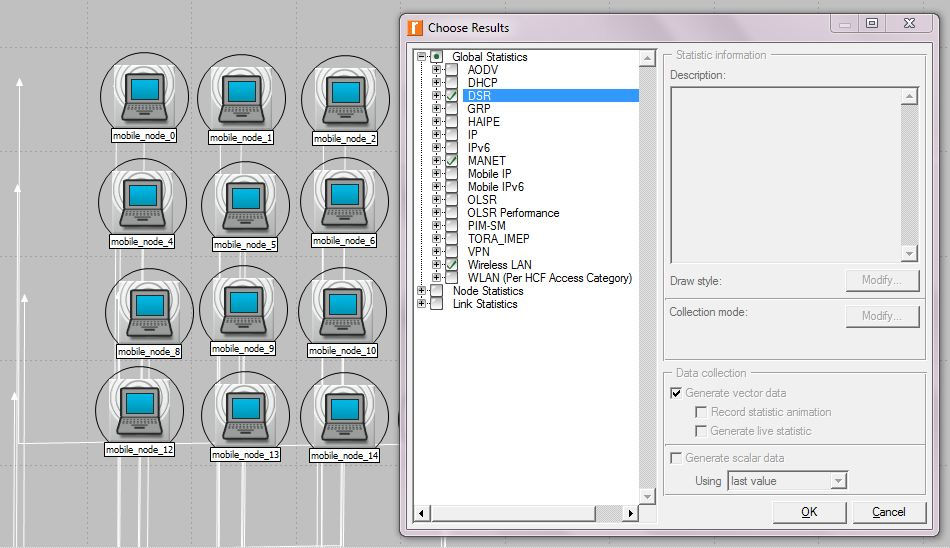 mobile_node_0
mobile_node_1
mobile_node_2
mobile_node_4
mobile_node_5
mobile_node_6
mobile_node_8
mobile_node_9
mobile_node_10
mobile_node_12
mobile_node_13
mobile_node_14
Choose Results
Global Statistics
AODV
DHCP
DSR
GRP
HAIPE
IP
IPv6
MANET
Mobile IP
Mobile IPv6
OLSR
OLSR Performance
PIM-SM
TORA_IMEP
VPN
Wireless LAN
WLAN (Per HCF Access Category)
Node Statistics
Link Statistics
Statistic information
Description:
Draw style:
Modify...
Collection mode:
Modify...
Data collection
Generate vector data
Record statistic animation
Generate live statistic
Generate scalar data
Using
last value
OK
Cancel